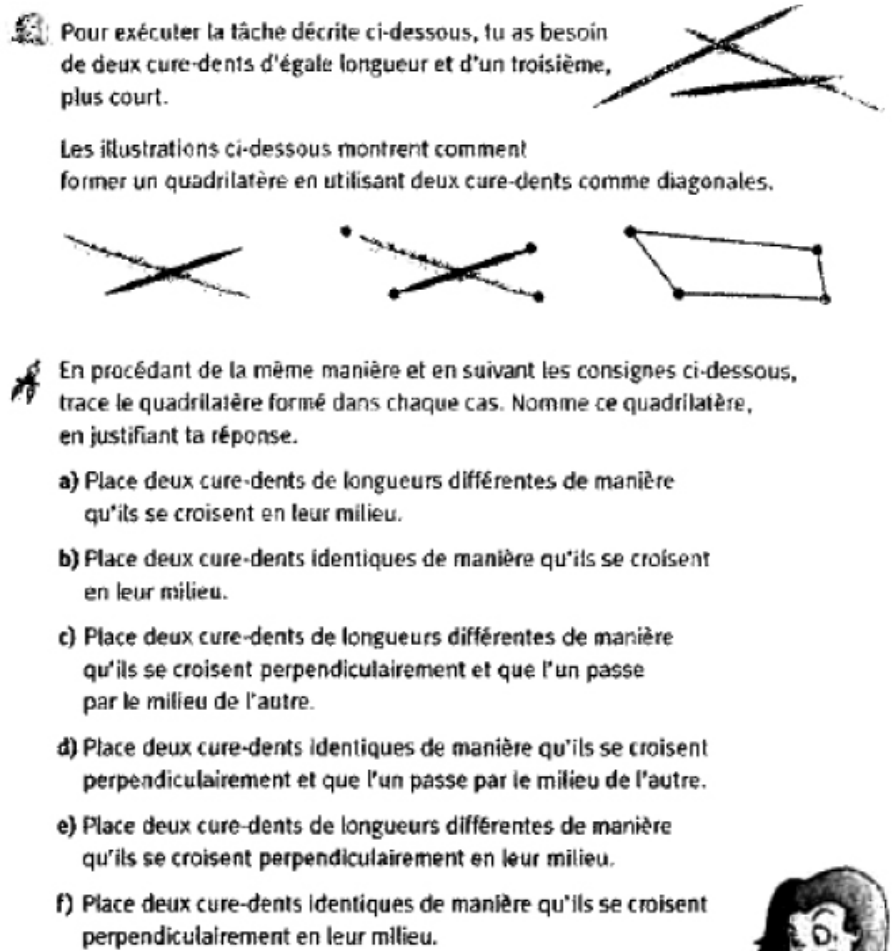 Pour exécuter la tâche décrite ci-dessous, tu as besoin
de deux cure-dents d'égale longueur et d'un troisième,
plus court.
Les illustrations ci-dessous montrent comment
former un quadrilatère en utilisant deux cure-dents comme diagonales.
En procédant de la même manière et en suivant les consignes ci-dessous,
trace le quadrilatère formé dans chaque cas. Nomme ce quadrilatère,
en justifiant ta réponse.
a) Place deux cure-dents de longueurs différentes de manière
qu'ils se croisent en leur milieu.
b) Place deux cure-dents identiques de manière qu'ils se croisent
en leur milieu.
c) Place deux cure-dents de longueurs différentes de manière
qu'ils se croisent perpendiculairement et que l'un passe
par le milieu de l'autre.
d) Place deux cure-dents identiques de manière qu'ils se croisent
perpendiculairement et que l'un passe par le milieu de l'autre.
e) Place deux cure-dents de longueurs différentes de manière
qu'ils se croisent perpendiculairement en leur milieu.
f) Place deux cure-dents identiques de manière qu'ils se croisent
perpendiculairement en leur milieu.